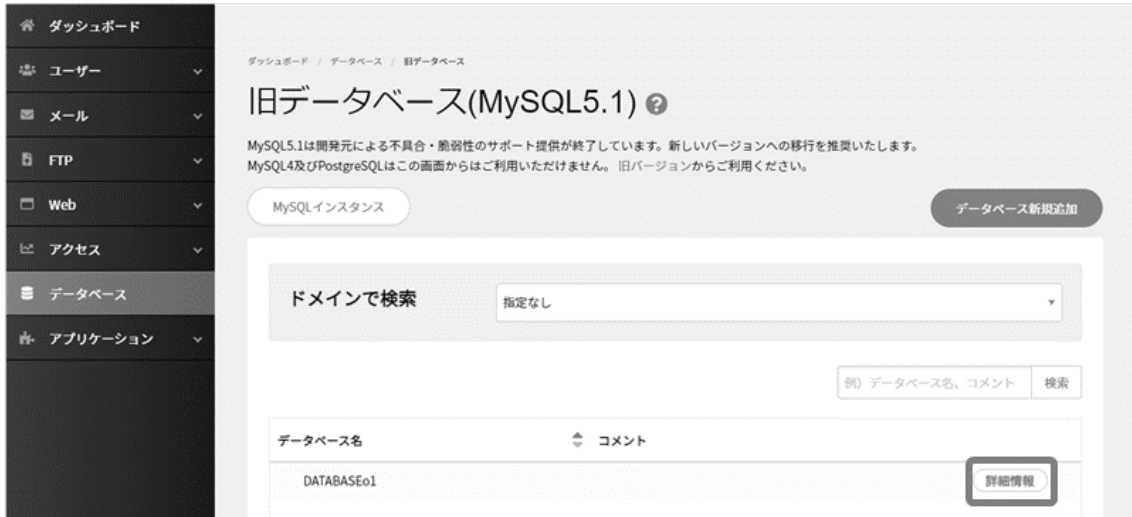 ダッシュボード
ユーザー
メール
FTP
Web
アクセス
データベース
アプリケーション
ダッシュボード / データベース / 旧データベース
旧データベース(MySQL5.1)
MySQL5.1は開発元による不具合・脆弱性のサポート提供が終了しています。新しいバージョンへの移行を推奨いたします。
MySQL4及びPostgreSQLはこの画面からはご利用いただけません。 旧バージョンからご利用ください。
MySQLインスタンス
データベース新規追加
ドメインで検索
指定なし
例）データベース名、コメント
検索
データベース名 コメント
DATABASEo1
詳細情報